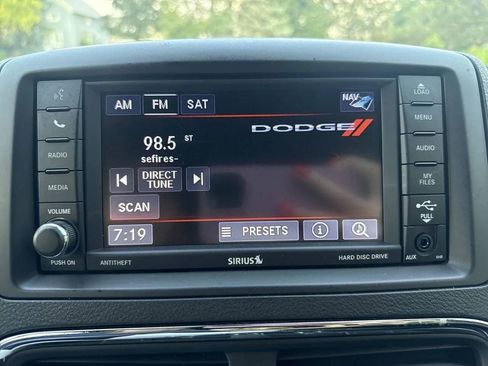 AM FM SAT
NAV
98.5 ST
DODGE
sefires-
DIRECT
TUNE
SCAN
7:19
PRESETS
PHONE
RADIO
MEDIA
VOLUME
PUSH ON
ANTITHEFT
SIRIUS
HARD DISC DRIVE
LOAD
MENU
AUDIO
MY
FILES
PULL
AUX